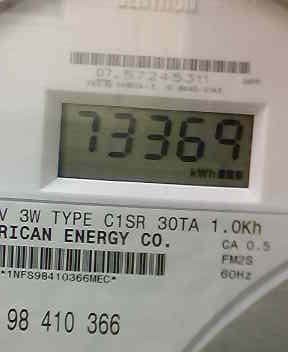 73369
kWh
V 3W TYPE C1SR 30TA 1.0Kh
RICAN ENERGY CO.
CA 0.5
FM2S
60Hz
*1NFS98410366MEC*
98 410 366